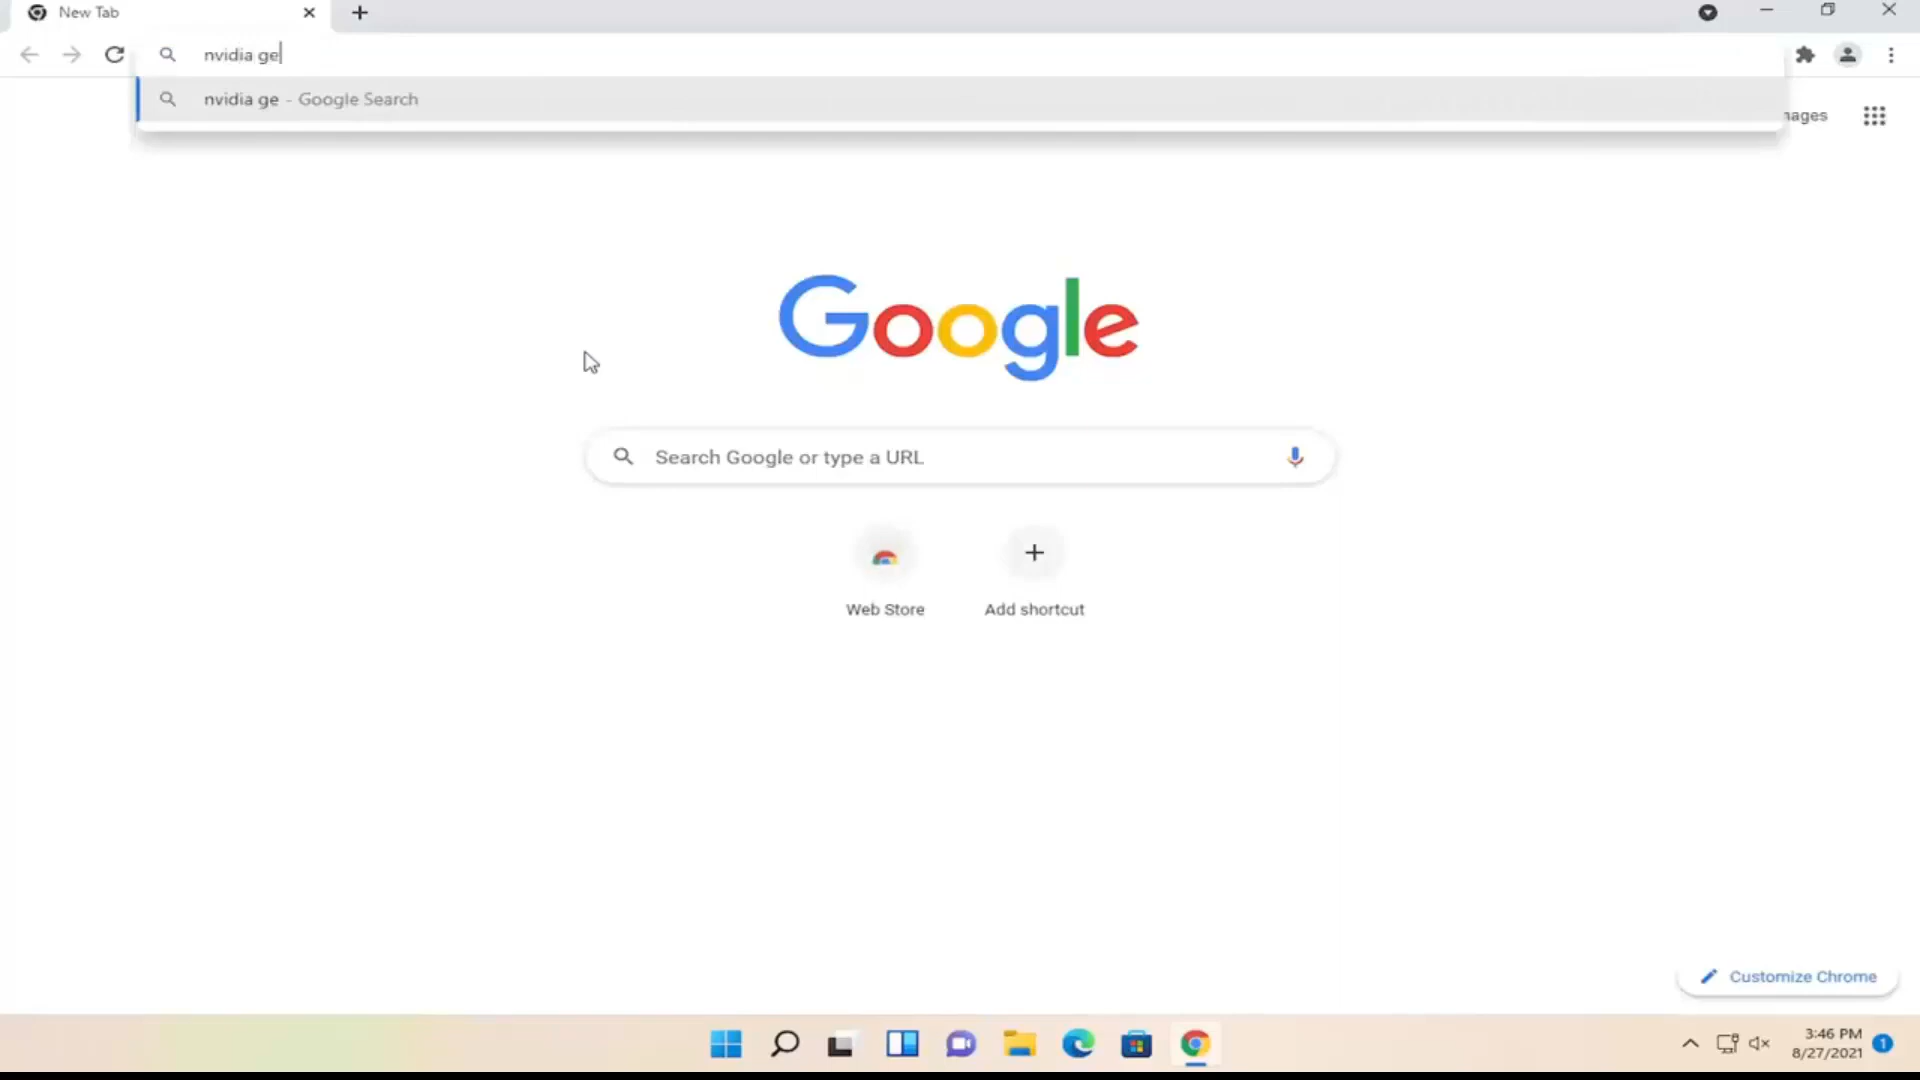 New Tab
nvidia ge
nvidia ge - Google Search
Google
Search Google or type a URL
Web Store
Add shortcut
Customize Chrome
3:46 PM
8/27/2021
1